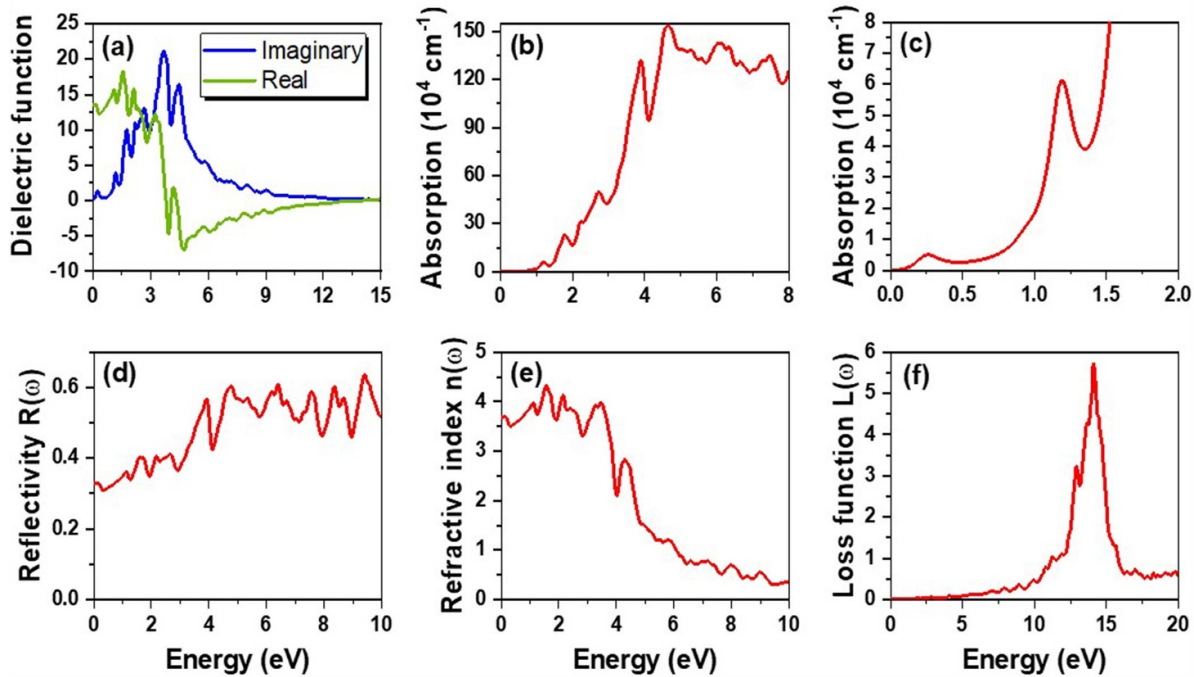 (a)
Imaginary
Real
Dielectric function
25
20
15
10
5
0
-5
-10
0 3 6 9 12 15
(b)
Absorption (10⁴ cm⁻¹)
150
120
90
60
30
0
0 2 4 6 8
(c)
Absorption (10⁴ cm⁻¹)
8
7
6
5
4
3
2
1
0
0.0 0.5 1.0 1.5 2.0
(d)
Reflectivity R(ω)
0.6
0.4
0.2
0.0
0 2 4 6 8 10
Energy (eV)
(e)
Refractive index n(ω)
5
4
3
2
1
0
0 2 4 6 8 10
Energy (eV)
(f)
Loss function L(ω)
6
5
4
3
2
1
0
0 5 10 15 20
Energy (eV)